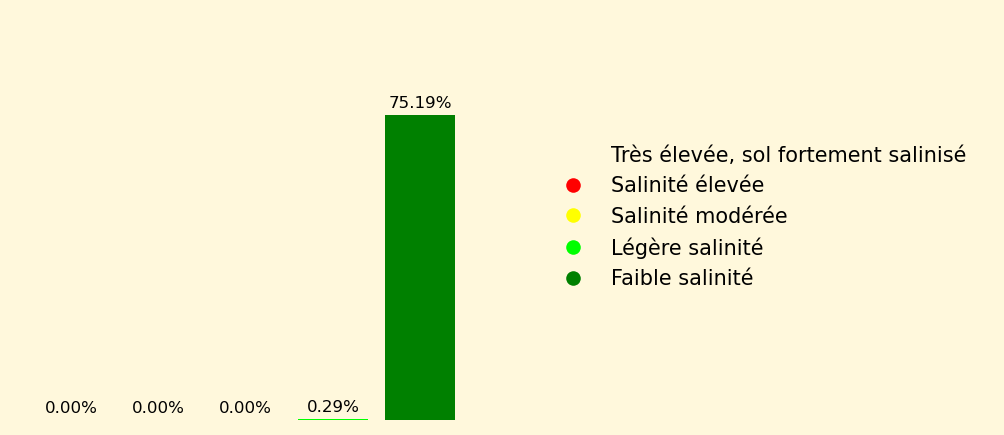 75.19%
Très élevée, sol fortement salinisé
Salinité élevée
Salinité modérée
Légère salinité
Faible salinité
0.00% 0.00% 0.00% 0.29%